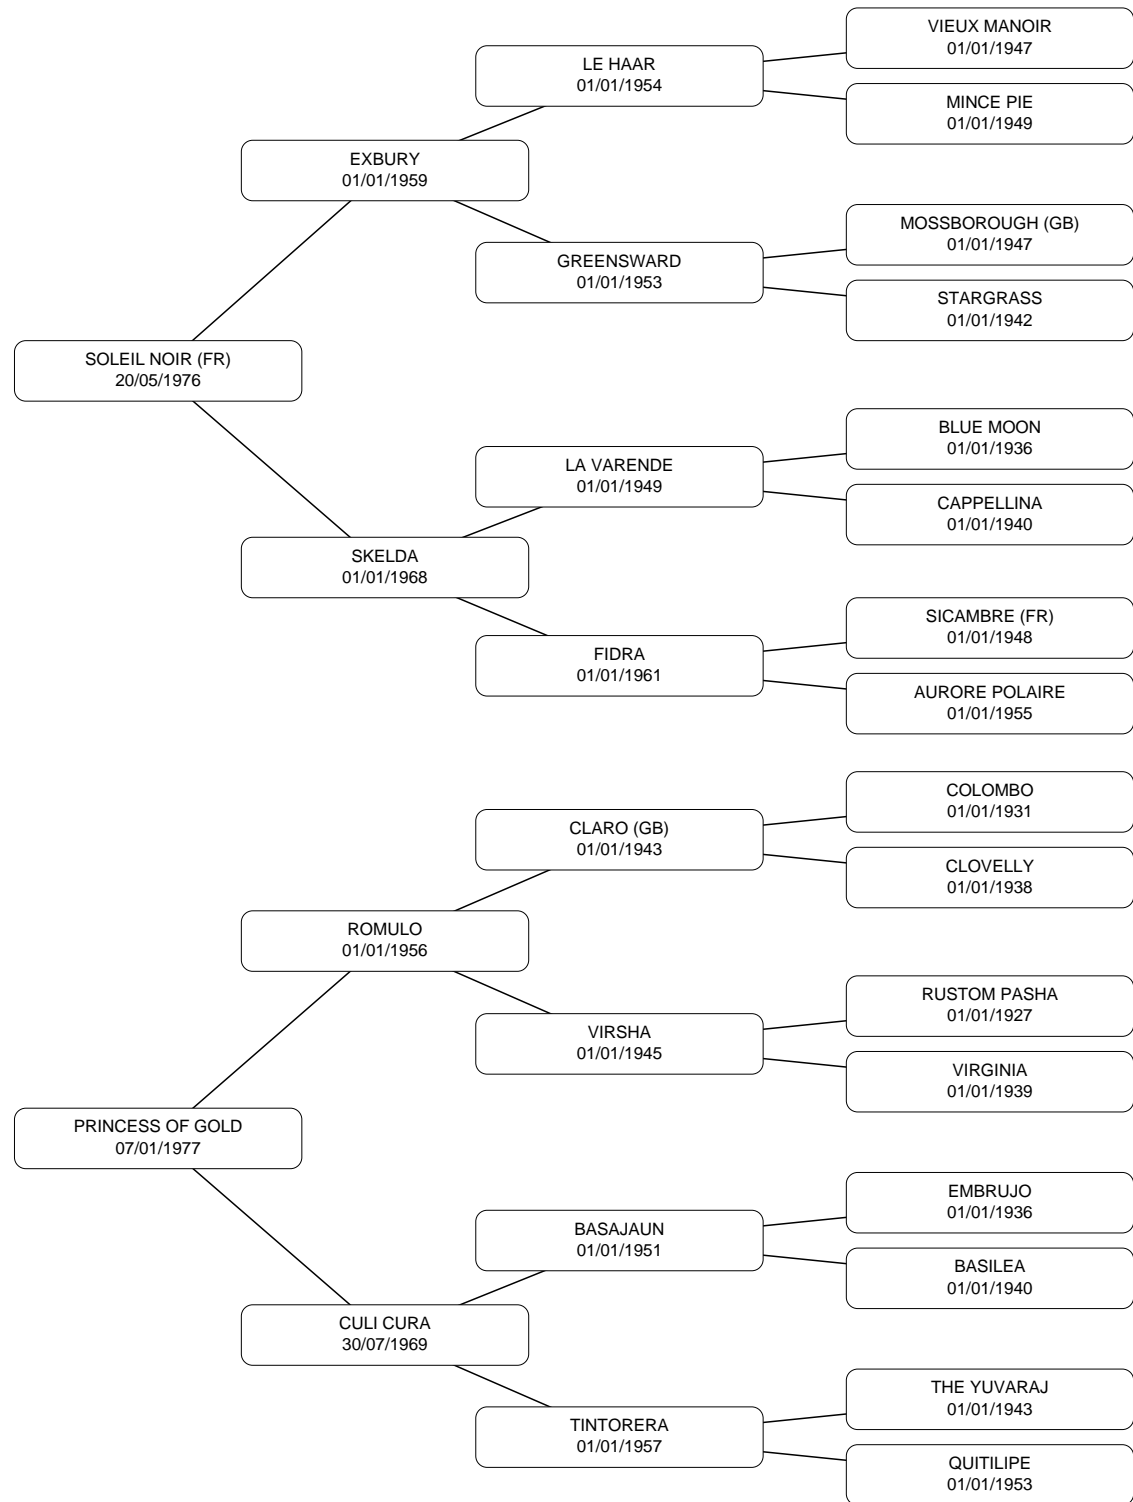 VIEUX MANOIR
01/01/1947
LE HAAR
01/01/1954
MINCE PIE
01/01/1949
EXBURY
01/01/1959
MOSSBOROUGH (GB)
01/01/1947
GREENSWARD
01/01/1953
STARGRASS
01/01/1942
SOLEIL NOIR (FR)
20/05/1976
BLUE MOON
01/01/1936
LA VARENDE
01/01/1949
CAPPELLINA
01/01/1940
SKELDA
01/01/1968
SICAMBRE (FR)
01/01/1948
FIDRA
01/01/1961
AURORE POLAIRE
01/01/1955
COLOMBO
01/01/1931
CLARO (GB)
01/01/1943
CLOVELLY
01/01/1938
ROMULO
01/01/1956
RUSTOM PASHA
01/01/1927
VIRSHA
01/01/1945
VIRGINIA
01/01/1939
PRINCESS OF GOLD
07/01/1977
EMBRUJO
01/01/1936
BASAJAUN
01/01/1951
BASILEA
01/01/1940
CULI CURA
30/07/1969
THE YUVARAJ
01/01/1943
TINTORERA
01/01/1957
QUITILIPE
01/01/1953